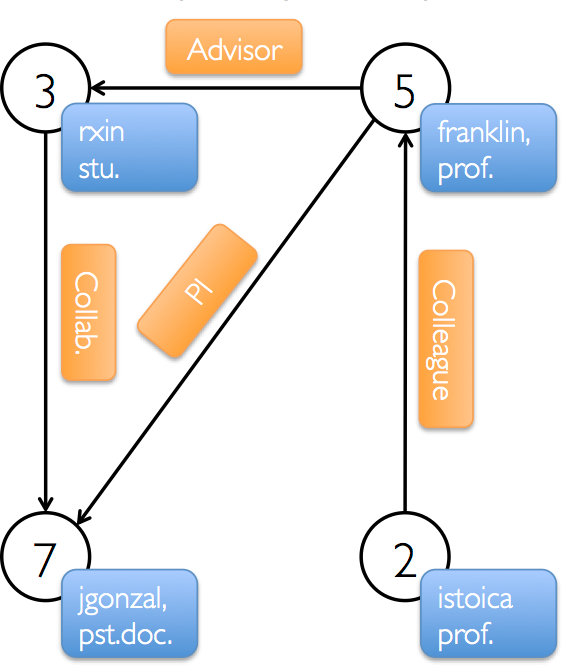 Advisor
3
5
rxin
stu.
franklin,
prof.
Collab.
PI
Colleague
7
2
jgonzal,
pst.doc.
istoica
prof.